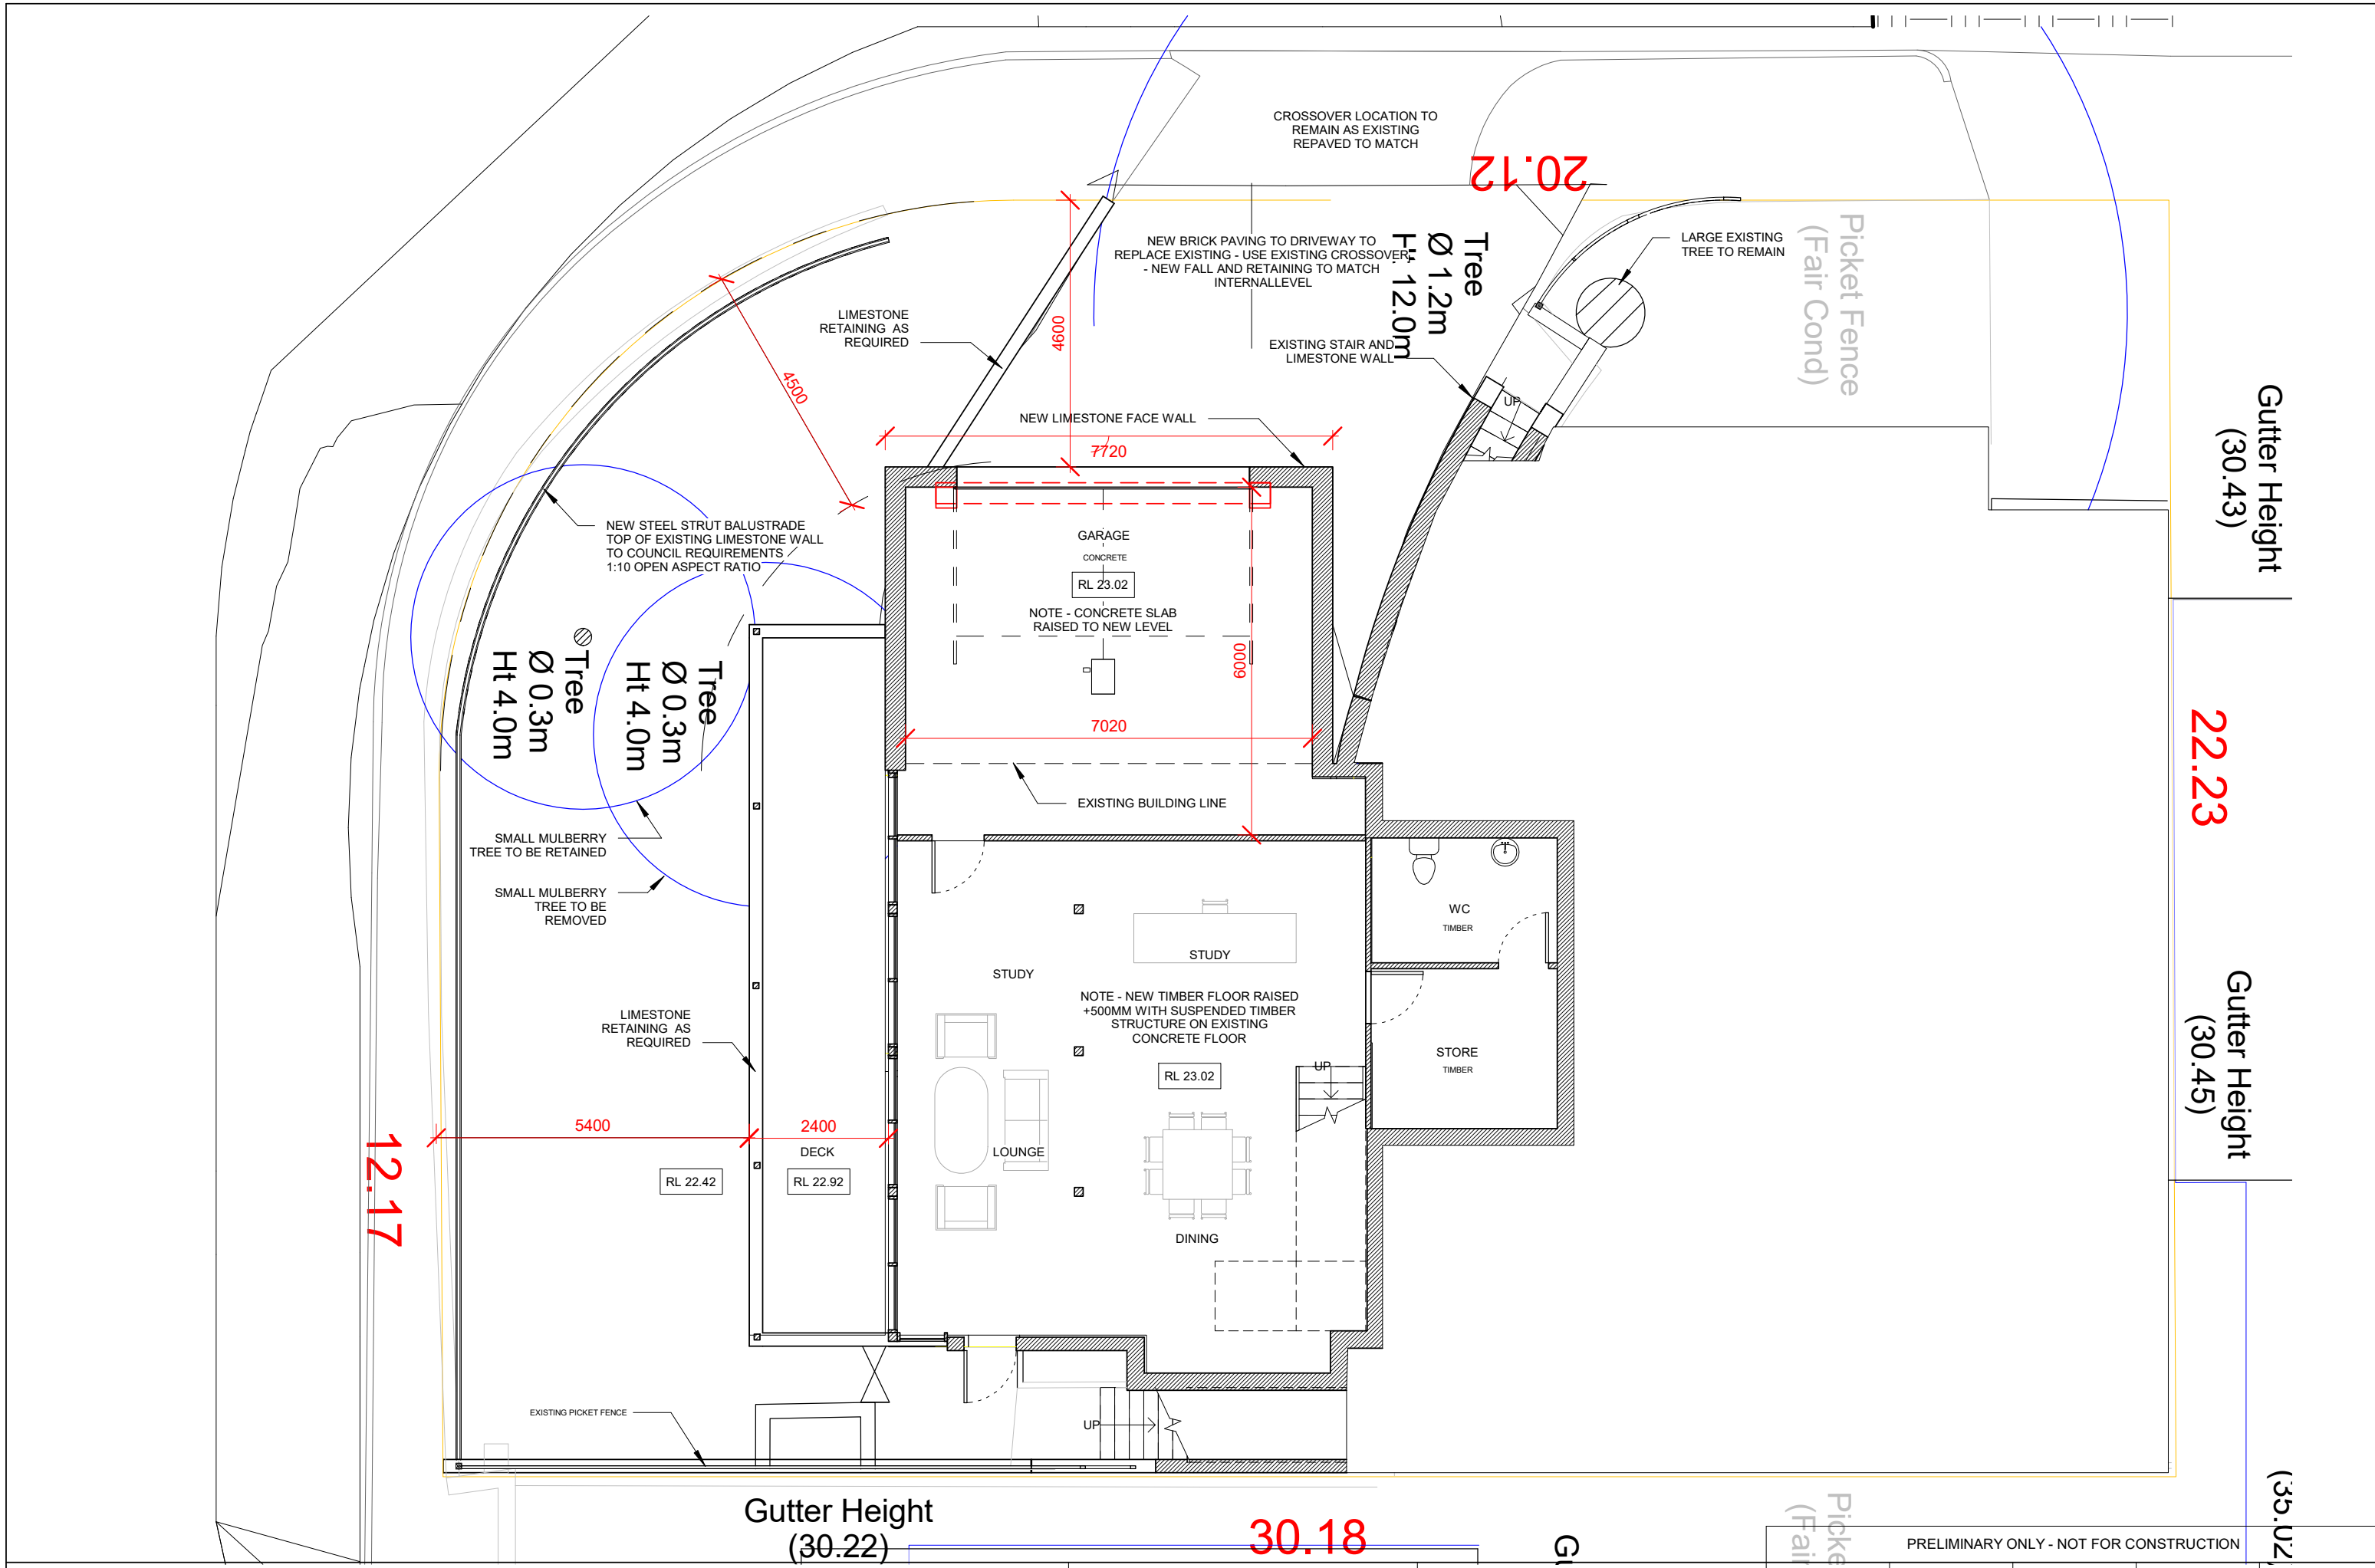 CROSSOVER LOCATION TO
REMAIN AS EXISTING
REPAVED TO MATCH
20.12
NEW BRICK PAVING TO DRIVEWAY TO
REPLACE EXISTING - USE EXISTING CROSSOVER
- NEW FALL AND RETAINING TO MATCH
INTERNALLEVEL
Tree
Ø 1.2m
Ht 12.0m
LARGE EXISTING
TREE TO REMAIN
Picket Fence
(Fair Cond)
LIMESTONE
RETAINING AS
REQUIRED
4600
4500
EXISTING STAIR AND
LIMESTONE WALL
UP
NEW LIMESTONE FACE WALL
7720
Gutter Height
(30.43)
NEW STEEL STRUT BALUSTRADE
TOP OF EXISTING LIMESTONE WALL
TO COUNCIL REQUIREMENTS
1:10 OPEN ASPECT RATIO
GARAGE
CONCRETE
RL 23.02
NOTE - CONCRETE SLAB
RAISED TO NEW LEVEL
6000
7020
Tree
Ø 0.3m
Ht 4.0m
Tree
Ø 0.3m
Ht 4.0m
22.23
EXISTING BUILDING LINE
SMALL MULBERRY
TREE TO BE RETAINED
SMALL MULBERRY
TREE TO BE
REMOVED
WC
TIMBER
STUDY
STUDY
NOTE - NEW TIMBER FLOOR RAISED
+500MM WITH SUSPENDED TIMBER
STRUCTURE ON EXISTING
CONCRETE FLOOR
RL 23.02
LIMESTONE
RETAINING AS
REQUIRED
STORE
TIMBER
UP
Gutter Height
(30.45)
5400
2400
DECK
LOUNGE
RL 22.42
RL 22.92
12.17
DINING
EXISTING PICKET FENCE
UP
Gutter Height
(30.22)
30.18
PRELIMINARY ONLY - NOT FOR CONSTRUCTION